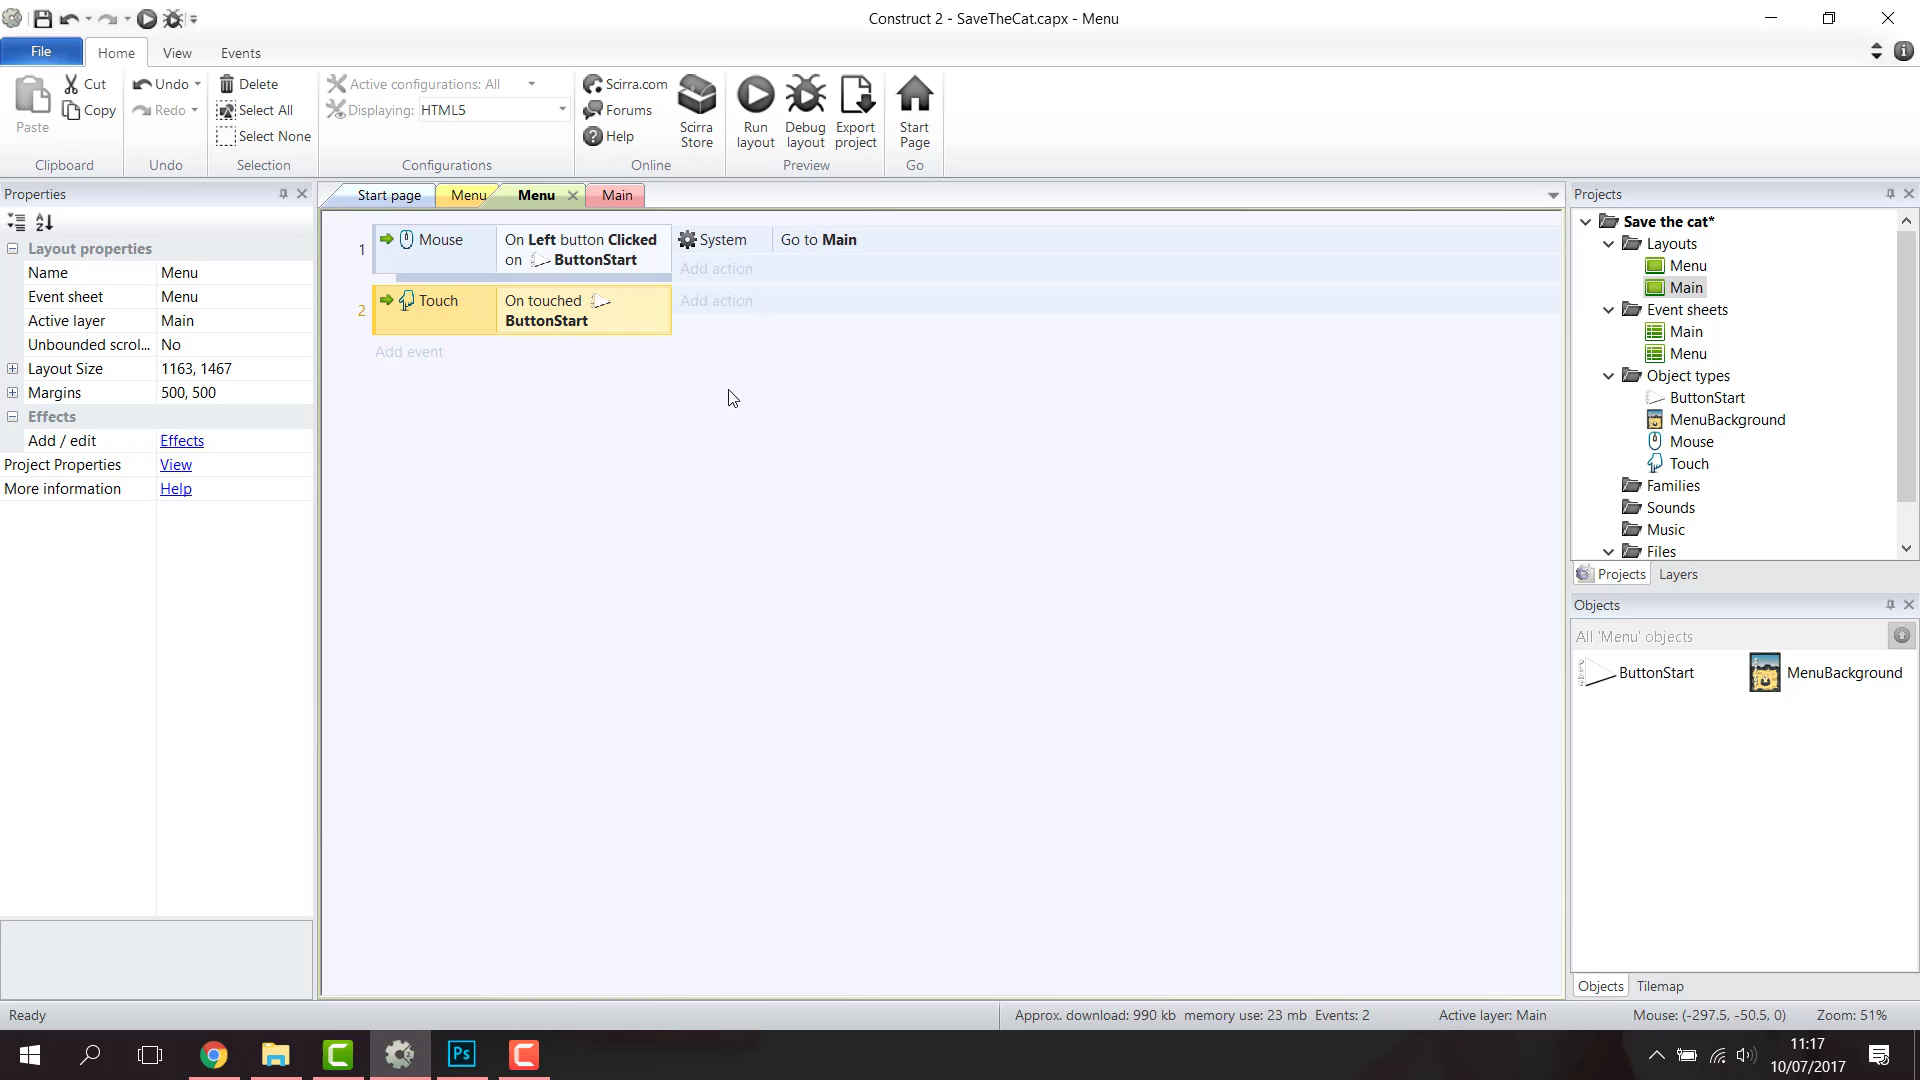 Construct 2 - SaveTheCat.capx - Menu
File
Home
View
Events
Paste
Cut
Copy
Clipboard
Undo
Redo
Undo
Delete
Select All
Select None
Selection
Active configurations: All
Displaying: HTML5
Configurations
Scirra.com
Forums
Help
Scirra
Store
Online
Run
layout
Debug
layout
Export
project
Preview
Start
Page
Go
Properties
Layout properties
Name Menu
Event sheet Menu
Active layer Main
Unbounded scrol... No
Layout Size 1163, 1467
Margins 500, 500
Effects
Add / edit Effects
Project Properties View
More information Help
Start page
Menu
Menu
Main
1 Mouse On Left button Clicked
on ButtonStart
System Go to Main
Add action
2 Touch On touched
ButtonStart
Add action
Add event
Projects
Save the cat*
Layouts
Menu
Main
Event sheets
Main
Menu
Object types
ButtonStart
MenuBackground
Mouse
Touch
Families
Sounds
Music
Files
Projects Layers
Objects
All 'Menu' objects
ButtonStart
MenuBackground
Objects Tilemap
Ready
Approx. download: 990 kb memory use: 23 mb Events: 2
Active layer: Main
Mouse: (-297.5, -50.5, 0)
Zoom: 51%
Ps
11:17
10/07/2017